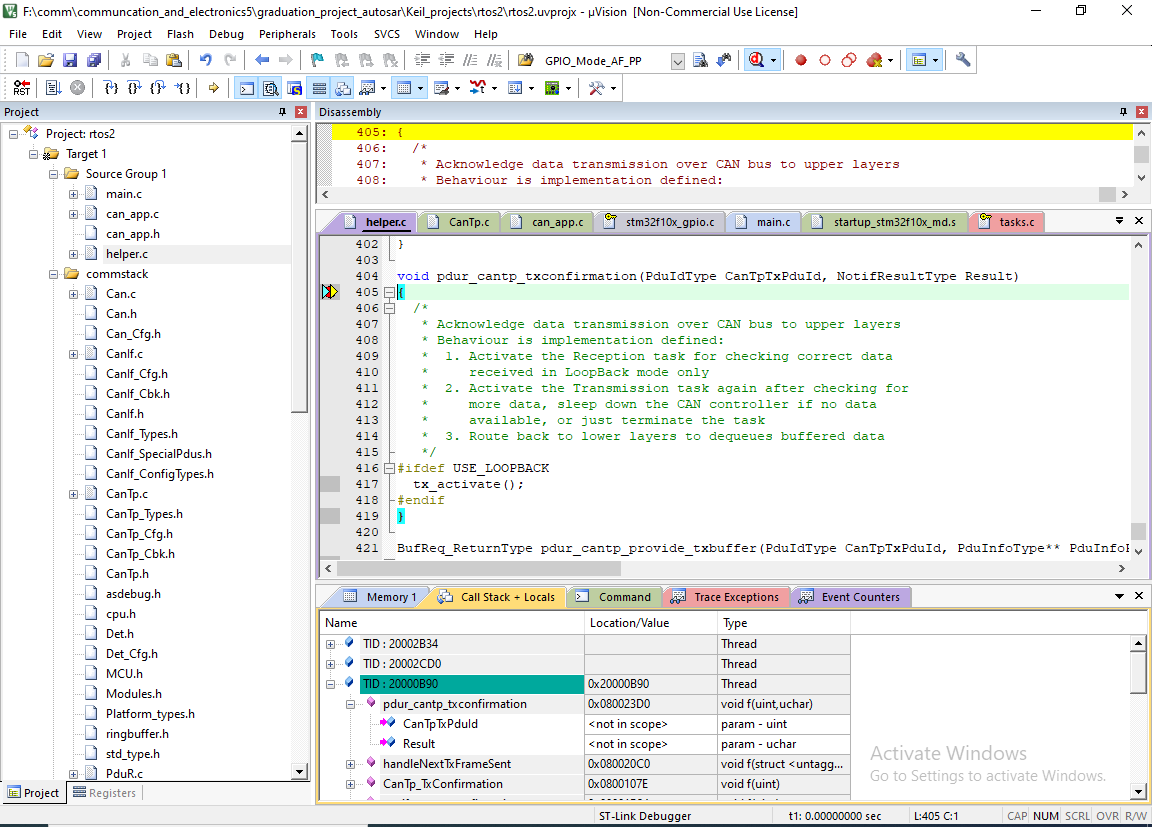 F:\comm\communcation_and_electronics5\graduation_project_autosar\Keil_projects\rtos2\rtos2.uvprojx - µVision  [Non-Commercial Use License]
File Edit View Project Flash Debug Peripherals Tools SVCS Window Help
GPIO_Mode_AF_PP
RST
Project
Project: rtos2
Target 1
Source Group 1
main.c
can_app.c
can_app.h
helper.c
commstack
Can.c
Can.h
Can_Cfg.h
CanIf.c
CanIf_Cfg.h
CanIf_Cbk.h
CanIf.h
CanIf_Types.h
CanIf_SpecialPdus.h
CanIf_ConfigTypes.h
CanTp.c
CanTp_Types.h
CanTp_Cfg.h
CanTp_Cbk.h
CanTp.h
asdebug.h
cpu.h
Det.h
Det_Cfg.h
MCU.h
Modules.h
Platform_types.h
ringbuffer.h
std_type.h
PduR.c
Project Registers
Disassembly
405: {
406:   /*
407:    * Acknowledge data transmission over CAN bus to upper layers
408:    * Behaviour is implementation defined:
helper.c CanTp.c can_app.c stm32f10x_gpio.c main.c startup_stm32f10x_md.s tasks.c
402 }
403
404 void pdur_cantp_txconfirmation(PduIdType CanTpTxPduId, NotifResultType Result)
405 {
406   /*
407    * Acknowledge data transmission over CAN bus to upper layers
408    * Behaviour is implementation defined:
409    *  1. Activate the Reception task for checking correct data
410    *     received in LoopBack mode only
411    *  2. Activate the Transmission task again after checking for
412    *     more data, sleep down the CAN controller if no data
413    *     available, or just terminate the task
414    *  3. Route back to lower layers to dequeues buffered data
415    */
416 #ifdef USE_LOOPBACK
417   tx_activate();
418 #endif
419 }
420
421 BufReq_ReturnType pdur_cantp_provide_txbuffer(PduIdType CanTpTxPduId, PduInfoType** PduInfoP
Memory 1 Call Stack + Locals Command Trace Exceptions Event Counters
Name Location/Value Type
TID : 20002B34 Thread
TID : 20002CD0 Thread
TID : 20000B90 0x20000B90 Thread
pdur_cantp_txconfirmation 0x080023D0 void f(uint,uchar)
CanTpTxPduId <not in scope> param - uint
Result <not in scope> param - uchar
handleNextTxFrameSent 0x080020C0 void f(struct <untagg...
CanTp_TxConfirmation 0x0800107E void f(uint)
Activate Windows
Go to Settings to activate Windows.
ST-Link Debugger t1: 0.00000000 sec L:405 C:1 CAP NUM SCRL OVR R/W